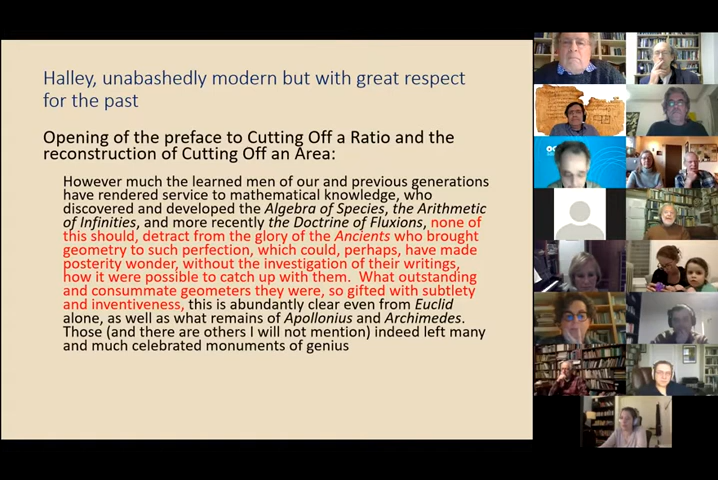 Halley, unabashedly modern but with great respect
for the past
Opening of the preface to Cutting Off a Ratio and the
reconstruction of Cutting Off an Area:
However much the learned men of our and previous generations
have rendered service to mathematical knowledge, who
discovered and developed the Algebra of Species, the Arithmetic
of Infinities, and more recently the Doctrine of Fluxions, none of
this should, detract from the glory of the Ancients who brought
geometry to such perfection, which could, perhaps, have made
posterity wonder, without the investigation of their writings,
how it were possible to catch up with them. What outstanding
and consummate geometers they were, so gifted with subtlety
and inventiveness, this is abundantly clear even from Euclid
alone, as well as what remains of Apollonius and Archimedes.
Those (and there are others I will not mention) indeed left many
and much celebrated monuments of genius